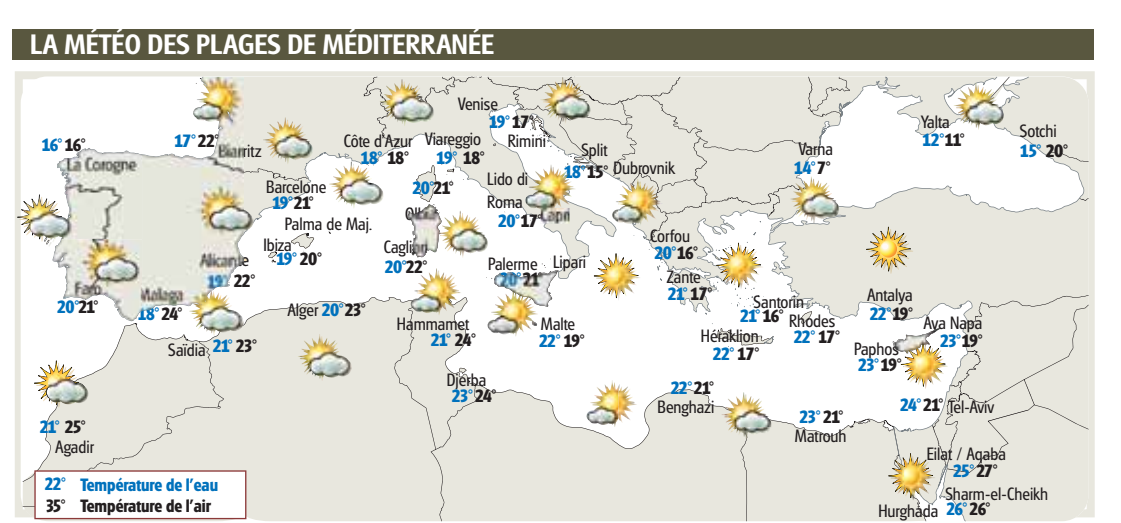 LA MÉTÉO DES PLAGES DE MÉDITERRANÉE
Venise
19° 17°
Rimini
Yalta
12° 11°
Sotchi
15° 20°
16° 16°
La Corogne
17° 22°
Biarritz
Côte d'Azur
18° 18°
Viareggio
19° 18°
Split
18° 15°
Dubrovnik
Varna
14° 7°
Barcelone
19° 21°
20° 21°
Olbia
Lido di
Roma
20° 17°
Capri
Palma de Maj.
Ibiza
19° 20°
Cagliari
20° 22°
Corfou
20° 16°
Alicante
19° 22°
Palerme
20° 21°
Lipari
Zante
21° 17°
Faro
20° 21°
Malaga
18° 24°
Alger 20° 23°
Hammamet
21° 24°
Malte
22° 19°
Santorin
21° 16°
Rhodes
22° 17°
Antalya
22° 19°
Aya Napa
23° 19°
Héraklion
22° 17°
Paphos
23° 19°
Saïdia 21° 23°
Djerba
23° 24°
22° 21°
Benghazi
23° 21°
Matrouh
24° 21° Tel-Aviv
21° 25°
Agadir
Eilat / Aqaba
25° 27°
Sharm-el-Cheikh
26° 26°
Hurghada
22° Température de l'eau
35° Température de l'air